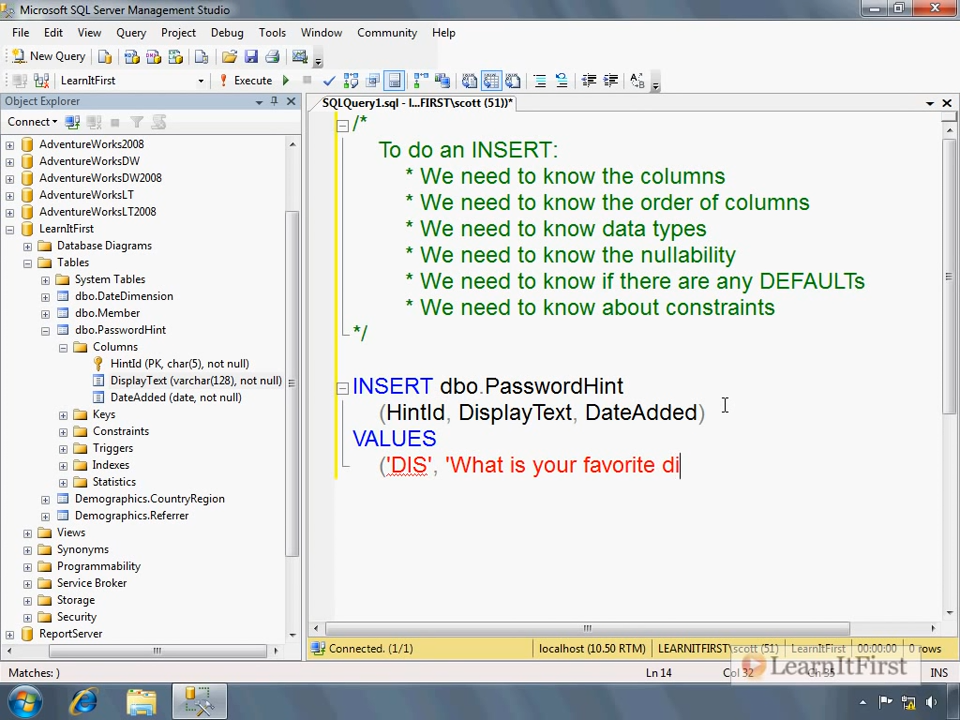 Microsoft SQL Server Management Studio
File Edit View Query Project Debug Tools Window Community Help
New Query
LearnItFirst Execute
Object Explorer
SQLQuery1.sql - l...FIRST\scott (51))*
Connect
AdventureWorks2008
AdventureWorksDW
AdventureWorksDW2008
AdventureWorksLT
AdventureWorksLT2008
LearnItFirst
Database Diagrams
Tables
System Tables
dbo.DateDimension
dbo.Member
dbo.PasswordHint
Columns
HintId (PK, char(5), not null)
DisplayText (varchar(128), not null)
DateAdded (date, not null)
Keys
Constraints
Triggers
Indexes
Statistics
Demographics.CountryRegion
Demographics.Referrer
Views
Synonyms
Programmability
Service Broker
Storage
Security
ReportServer
/*
To do an INSERT:
* We need to know the columns
* We need to know the order of columns
* We need to know data types
* We need to know the nullability
* We need to know if there are any DEFAULTs
* We need to know about constraints
*/
INSERT dbo.PasswordHint
(HintId, DisplayText, DateAdded)
VALUES
('DIS', 'What is your favorite di
Connected. (1/1) localhost (10.50 RTM) LEARNITFIRST\scott (51) LearnItFirst 00:00:00 0 rows
Matches: ) Ln 14 Col 32 Ch 35 INS
LearnItFirst